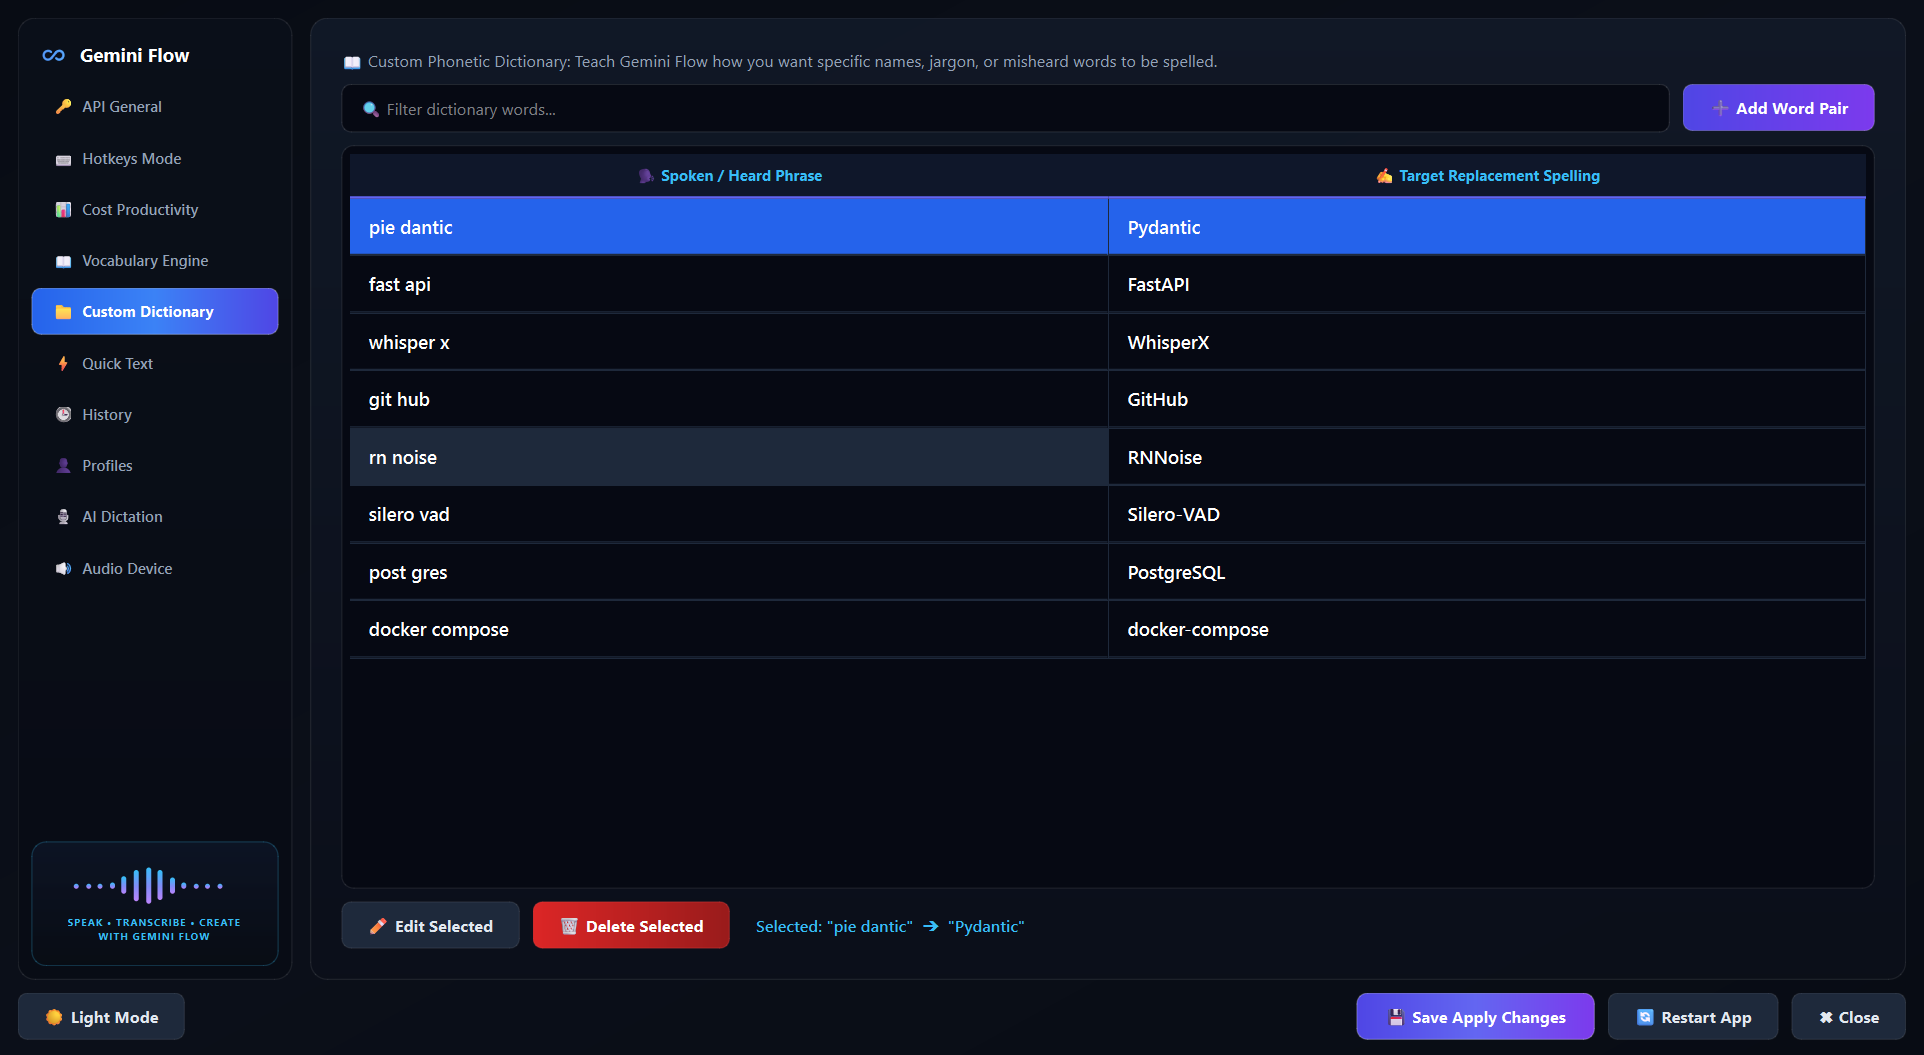 Gemini Flow
API General
Hotkeys Mode
Cost Productivity
Vocabulary Engine
Custom Dictionary
Quick Text
History
Profiles
AI Dictation
Audio Device
SPEAK • TRANSCRIBE • CREATE
WITH GEMINI FLOW
Light Mode
Custom Phonetic Dictionary: Teach Gemini Flow how you want specific names, jargon, or misheard words to be spelled.
Filter dictionary words...
Add Word Pair
Spoken / Heard Phrase
Target Replacement Spelling
pie dantic
Pydantic
fast api
FastAPI
whisper x
WhisperX
git hub
GitHub
rn noise
RNNoise
silero vad
Silero-VAD
post gres
PostgreSQL
docker compose
docker-compose
Edit Selected
Delete Selected
Selected: "pie dantic" ➔ "Pydantic"
Save Apply Changes
Restart App
✖ Close